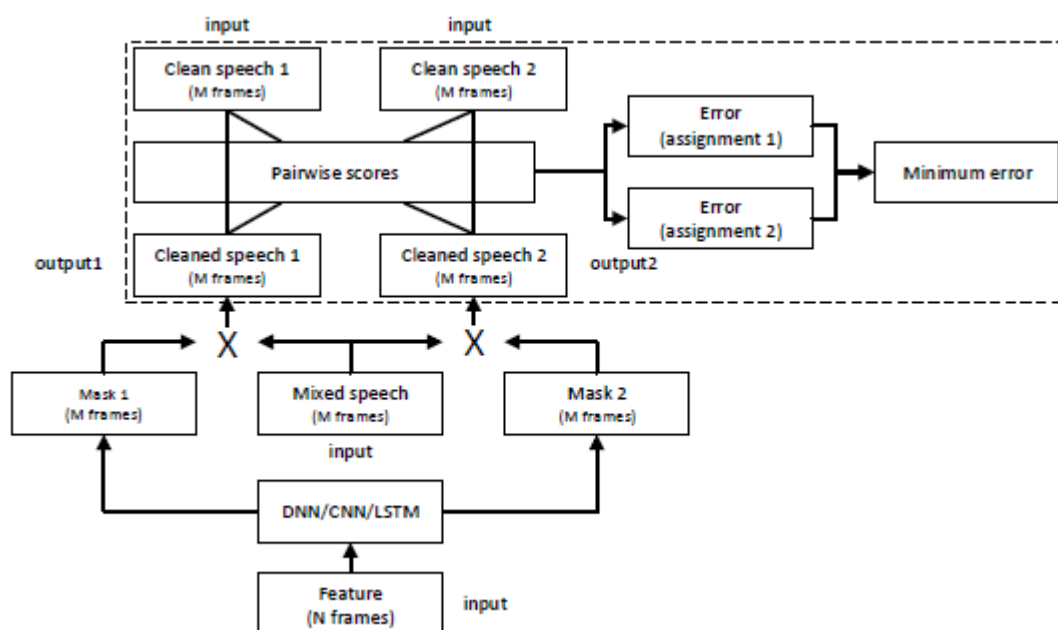 input
input
Clean speech 1
(M frames)
Clean speech 2
(M frames)
Error
(assignment 1)
Pairwise scores
Minimum error
Error
(assignment 2)
Cleaned speech 1
(M frames)
Cleaned speech 2
(M frames)
output1
output2
X
X
Mask 1
(M frames)
Mixed speech
(M frames)
Mask 2
(M frames)
input
DNN/CNN/LSTM
Feature
(N frames)
input